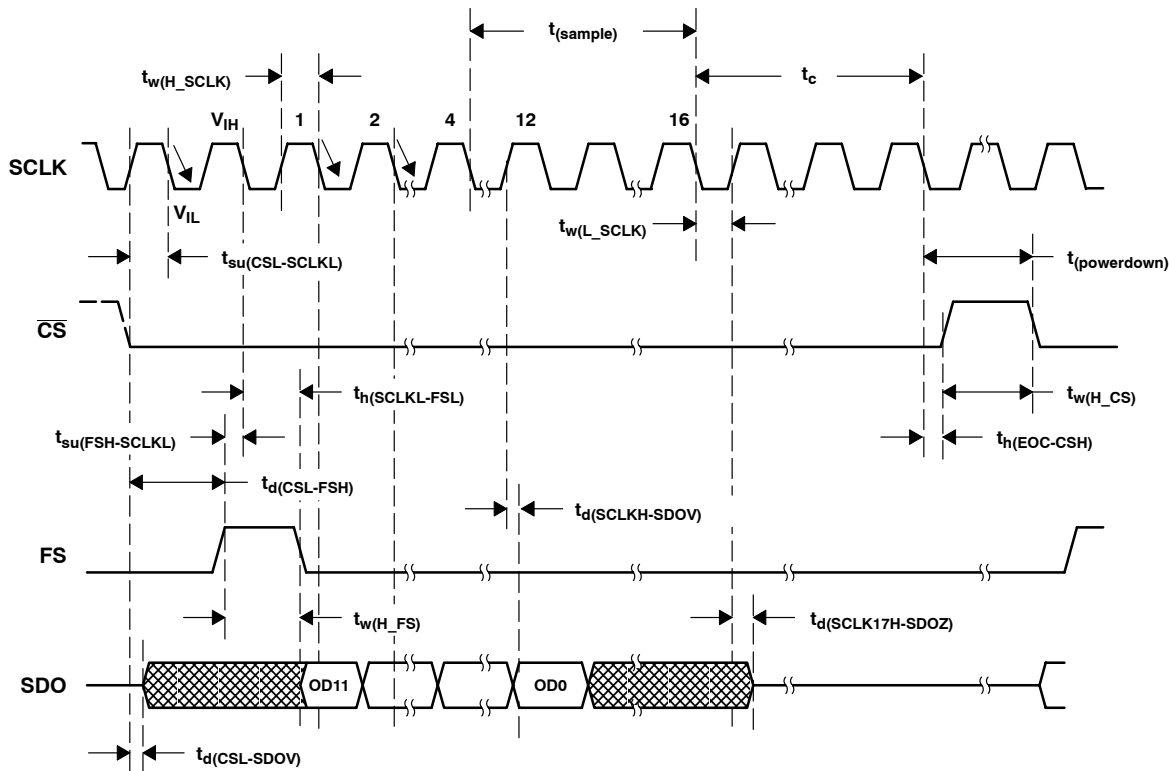 t(sample)
tw(H_SCLK)
tc
VIH 1 2 4 12 16
SCLK
VIL
tw(L_SCLK)
tsu(CSL-SCLKL)
t(powerdown)
CS
th(SCLKL-FSL)
tw(H_CS)
tsu(FSH-SCLKL)
th(EOC-CSH)
td(CSL-FSH)
td(SCLKH-SDOV)
FS
tw(H_FS)
td(SCLK17H-SDOZ)
SDO OD11 OD0
td(CSL-SDOV)